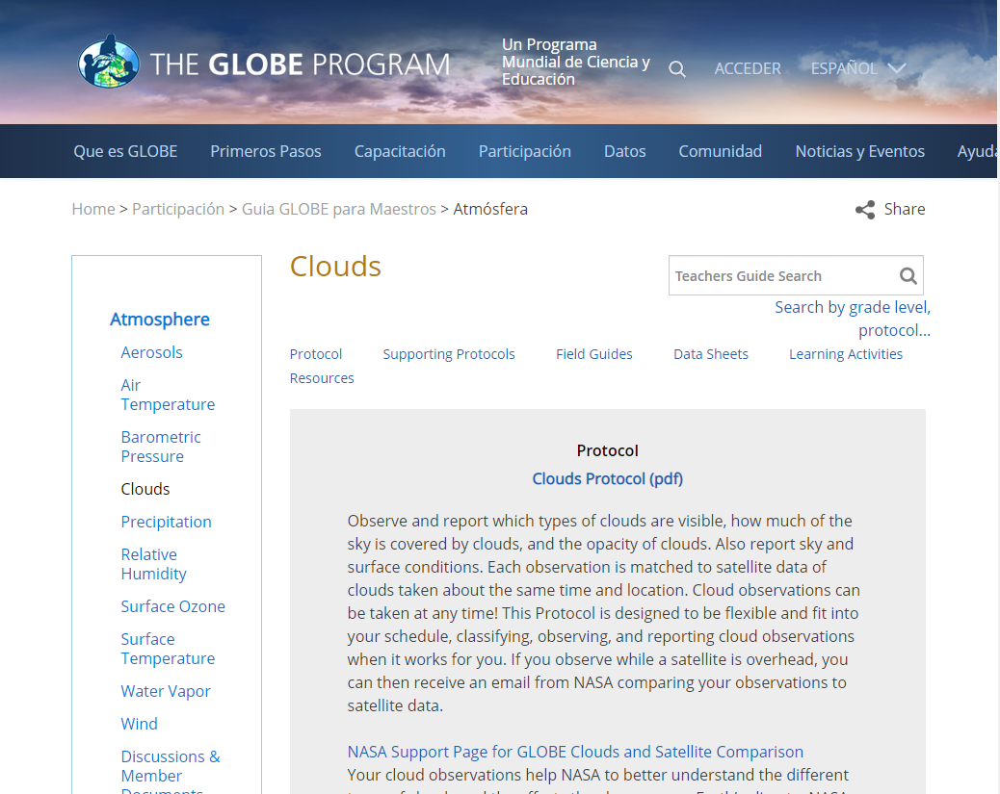 THE GLOBE PROGRAM
Un Programa
Mundial de Ciencia y
Educación
ACCEDER
ESPAÑOL
Que es GLOBE
Primeros Pasos
Capacitación
Participación
Datos
Comunidad
Noticias y Eventos
Home > Participación > Guia GLOBE para Maestros > Atmósfera
Share
Atmosphere
Aerosols
Air
Temperature
Barometric
Pressure
Clouds
Precipitation
Relative
Humidity
Surface Ozone
Surface
Temperature
Water Vapor
Wind
Discussions &
Member
Clouds
Teachers Guide Search
Search by grade level,
protocol...
Protocol
Supporting Protocols
Field Guides
Data Sheets
Learning Activities
Resources
Protocol
Clouds Protocol (pdf)
Observe and report which types of clouds are visible, how much of the
sky is covered by clouds, and the opacity of clouds. Also report sky and
surface conditions. Each observation is matched to satellite data of
clouds taken about the same time and location. Cloud observations can
be taken at any time! This Protocol is designed to be flexible and fit into
your schedule, classifying, observing, and reporting cloud observations
when it works for you. If you observe while a satellite is overhead, you
can then receive an email from NASA comparing your observations to
satellite data.
NASA Support Page for GLOBE Clouds and Satellite Comparison
Your cloud observations help NASA to better understand the different